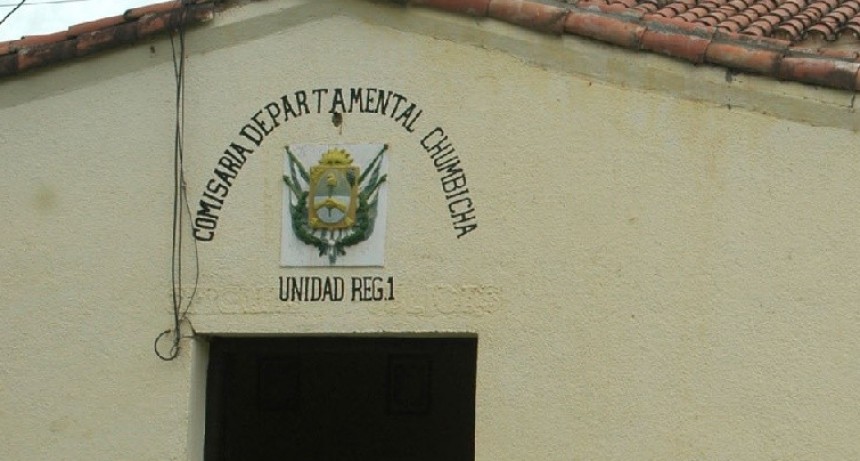 COMISARIA DEPARTAMENTAL CHUMBICHA
UNIDAD REG.1